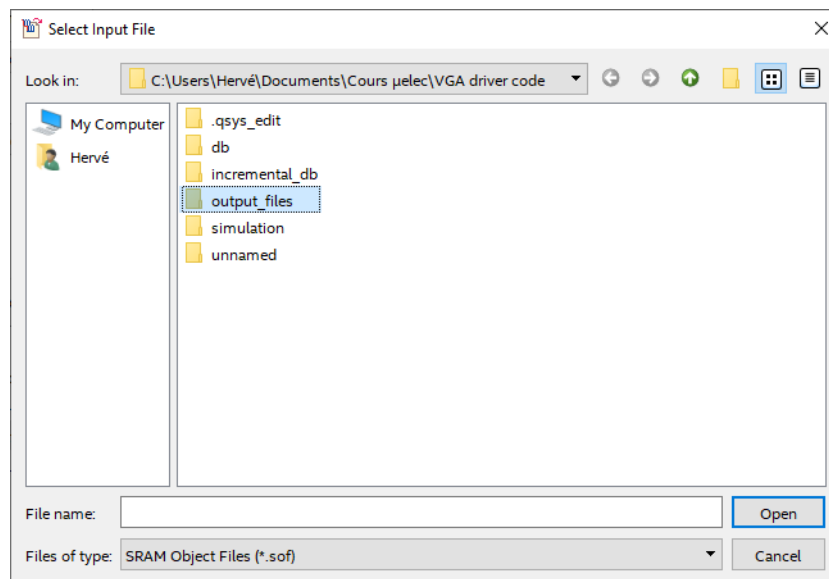 Select Input File
Look in: C:\Users\Hervé\Documents\Cours µelec\VGA driver code
My Computer
Hervé
.qsys_edit
db
incremental_db
output_files
simulation
unnamed
File name: Open
Files of type: SRAM Object Files (*.sof) Cancel